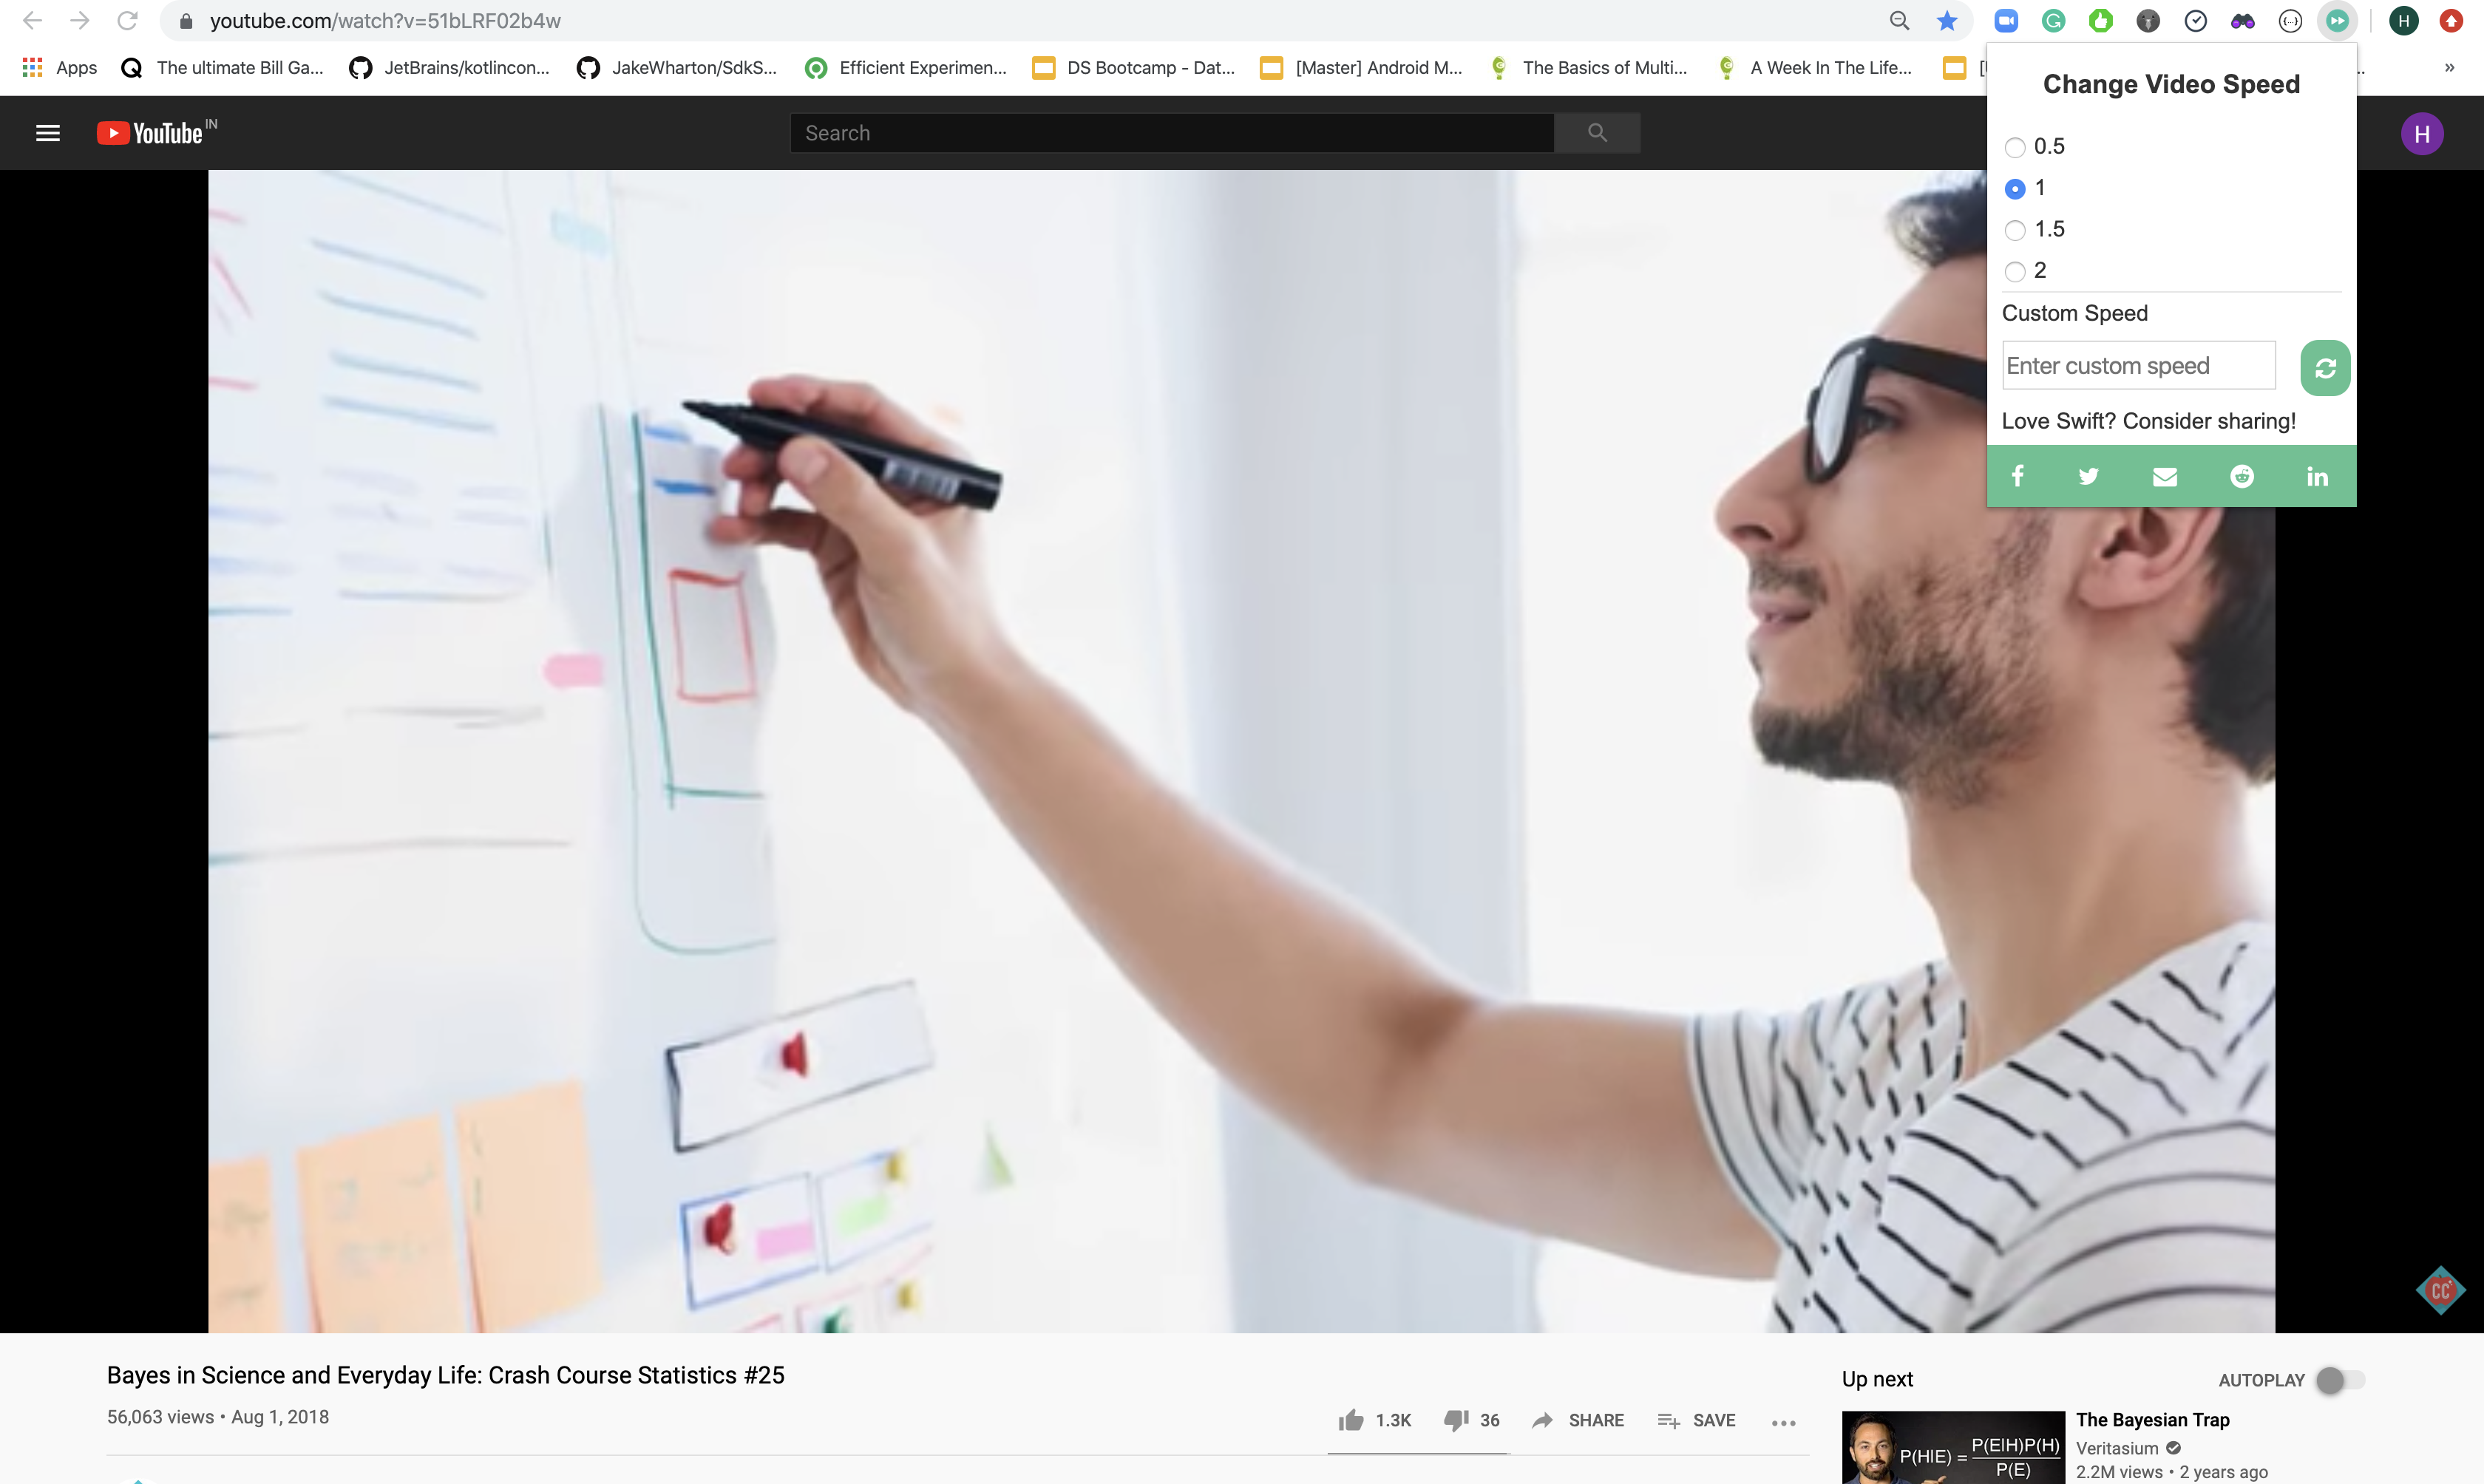 youtube.com/watch?v=51bLRF02b4w
Apps The ultimate Bill Ga... JetBrains/kotlincon... JakeWharton/SdkS... Efficient Experimen... DS Bootcamp - Dat... [Master] Android M... The Basics of Multi... A Week In The Life... »
Change Video Speed
0.5
1
1.5
2
Custom Speed
Enter custom speed
Love Swift? Consider sharing!
YouTube IN
Search
H
H
CC
Bayes in Science and Everyday Life: Crash Course Statistics #25
56,063 views • Aug 1, 2018
1.3K 36 SHARE SAVE
Up next AUTOPLAY
P(H|E) = P(E|H)P(H)
P(E)
The Bayesian Trap
Veritasium
2.2M views • 2 years ago